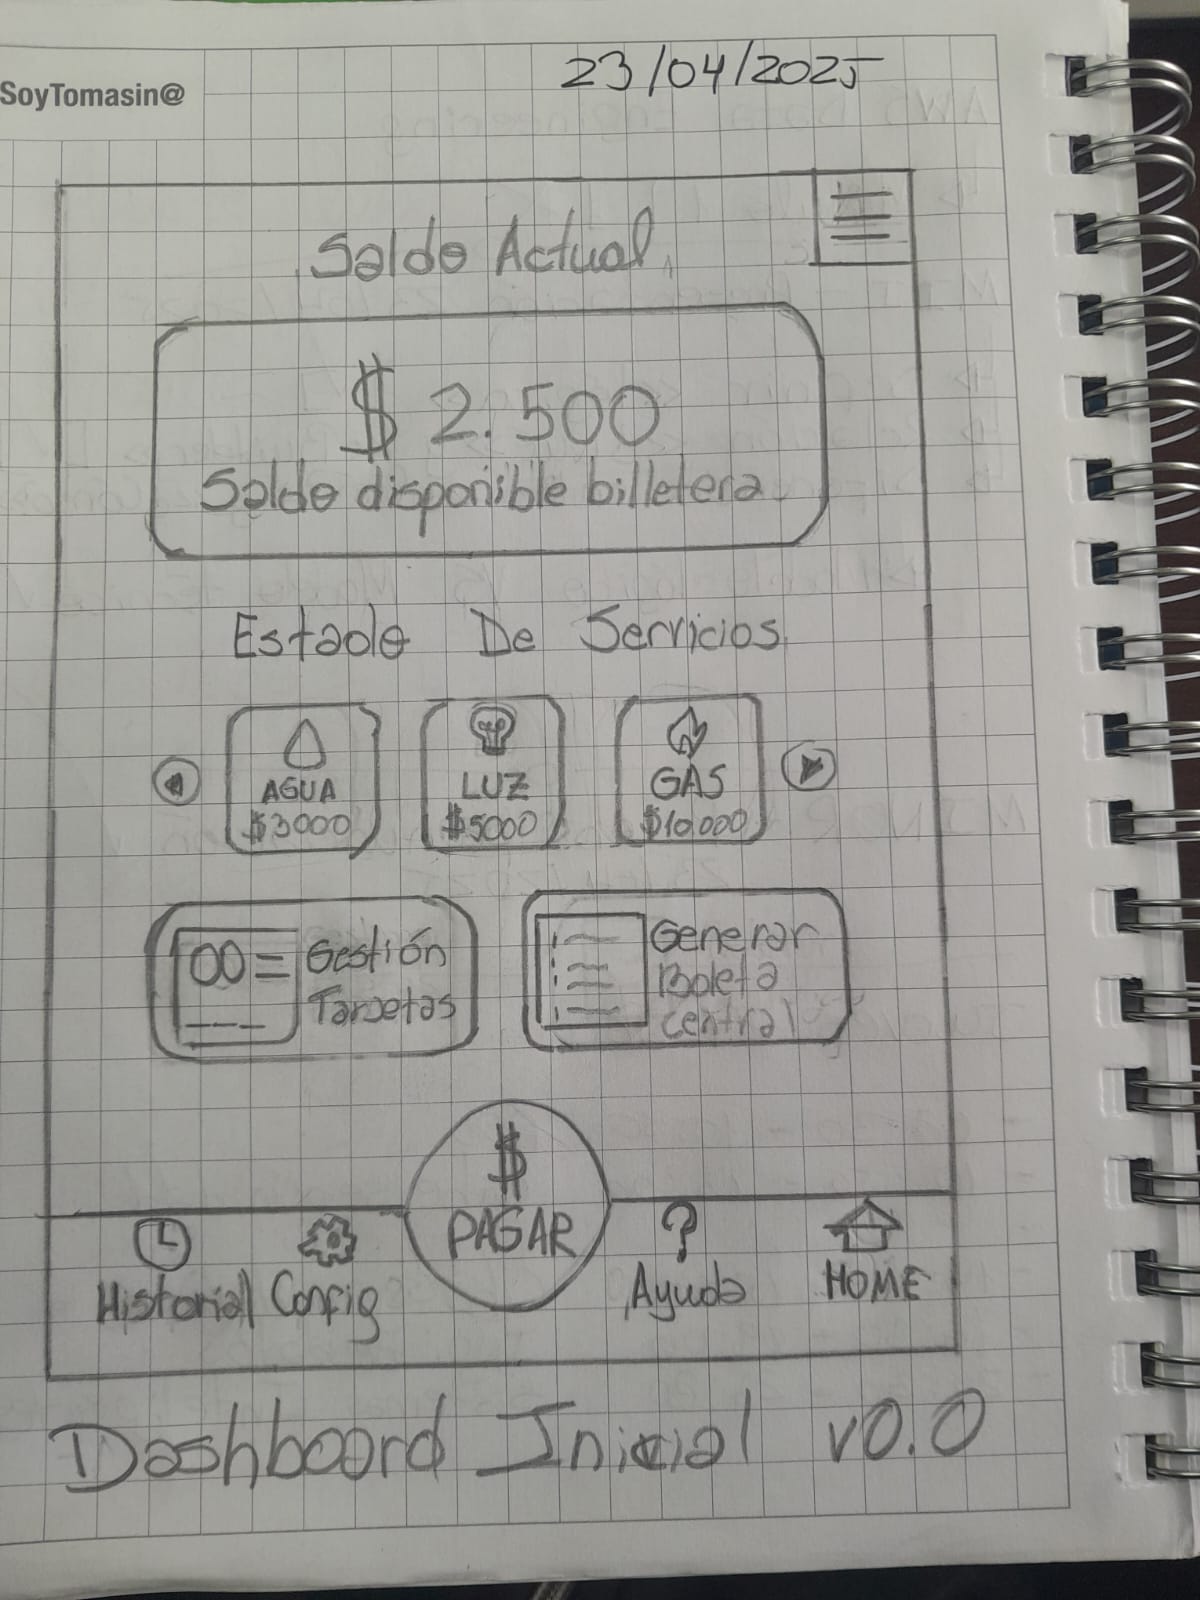 SoyTomasin@
23/04/2025
Saldo Actual
$ 2.500
Saldo disponible billetera
Estado De Servicios
AGUA
$3000
LUZ
$5000
GAS
$10.000
Gestión
Tarjetas
Generar
Boleta
central
$
PAGAR
Historial
Config
?
Ayuda
HOME
Dashboard Inicial v0.0